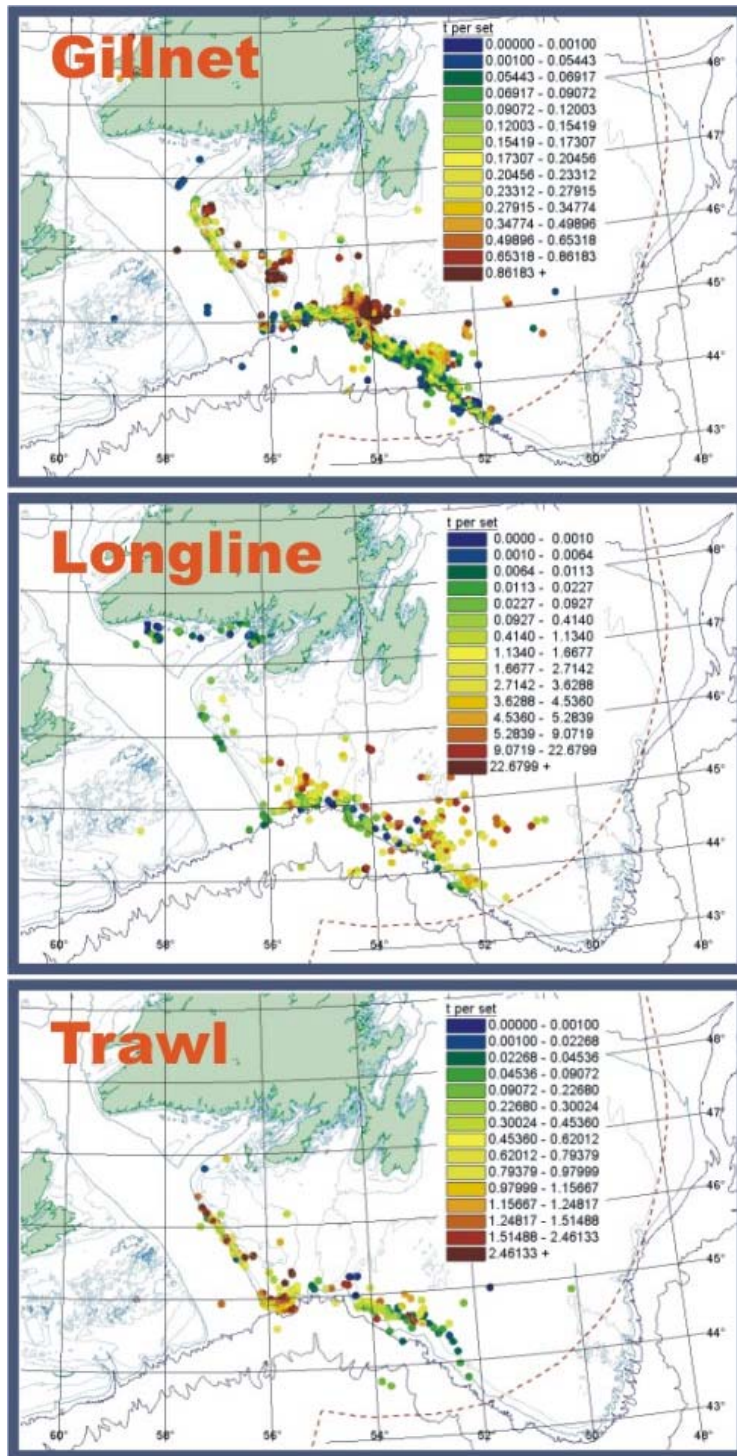 Gillnet
t per set
0.00000 - 0.00100
0.00100 - 0.05443
0.05443 - 0.06917
0.06917 - 0.09072
0.09072 - 0.12003
0.12003 - 0.15419
0.15419 - 0.17307
0.17307 - 0.20456
0.20456 - 0.23312
0.23312 - 0.27915
0.27915 - 0.34774
0.34774 - 0.49896
0.49896 - 0.65318
0.65318 - 0.86183
0.86183 +
48°
47°
46°
45°
44°
43°
60° 58° 56° 54° 52° 50 48°
Longline
t per set
0.0000 - 0.0010
0.0010 - 0.0064
0.0064 - 0.0113
0.0113 - 0.0227
0.0227 - 0.0927
0.0927 - 0.4140
0.4140 - 1.1340
1.1340 - 1.6677
1.6677 - 2.7142
2.7142 - 3.6288
3.6288 - 4.5360
4.5360 - 5.2839
5.2839 - 9.0719
9.0719 - 22.6799
22.6799 +
48°
47°
46°
45°
44°
43°
60° 58° 56° 54° 52° 50 48°
Trawl
t per set
0.00000 - 0.00100
0.00100 - 0.02268
0.02268 - 0.04536
0.04536 - 0.09072
0.09072 - 0.22680
0.22680 - 0.30024
0.30024 - 0.45360
0.45360 - 0.62012
0.62012 - 0.79379
0.79379 - 0.97999
0.97999 - 1.15667
1.15667 - 1.24817
1.24817 - 1.51488
1.51488 - 2.46133
2.46133 +
48°
47°
46°
45°
44°
43°
60° 58° 56° 54° 52° 50 48°